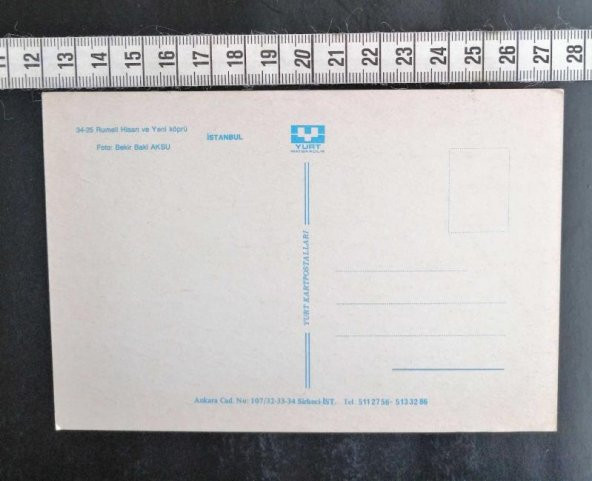 11 12 13 14 15 16 17 18 19 20 21 22 23 24 25 26 27 28
34-25 Rumeli Hisarı ve Yeni köprü
İSTANBUL
Foto: Bekir Baki AKSU
YURT
YURT KARTPOSTALLARI
Ankara Cad. No: 107/32-33-34 Sirkeci-İST. Tel 511 27 56 - 513 32 86